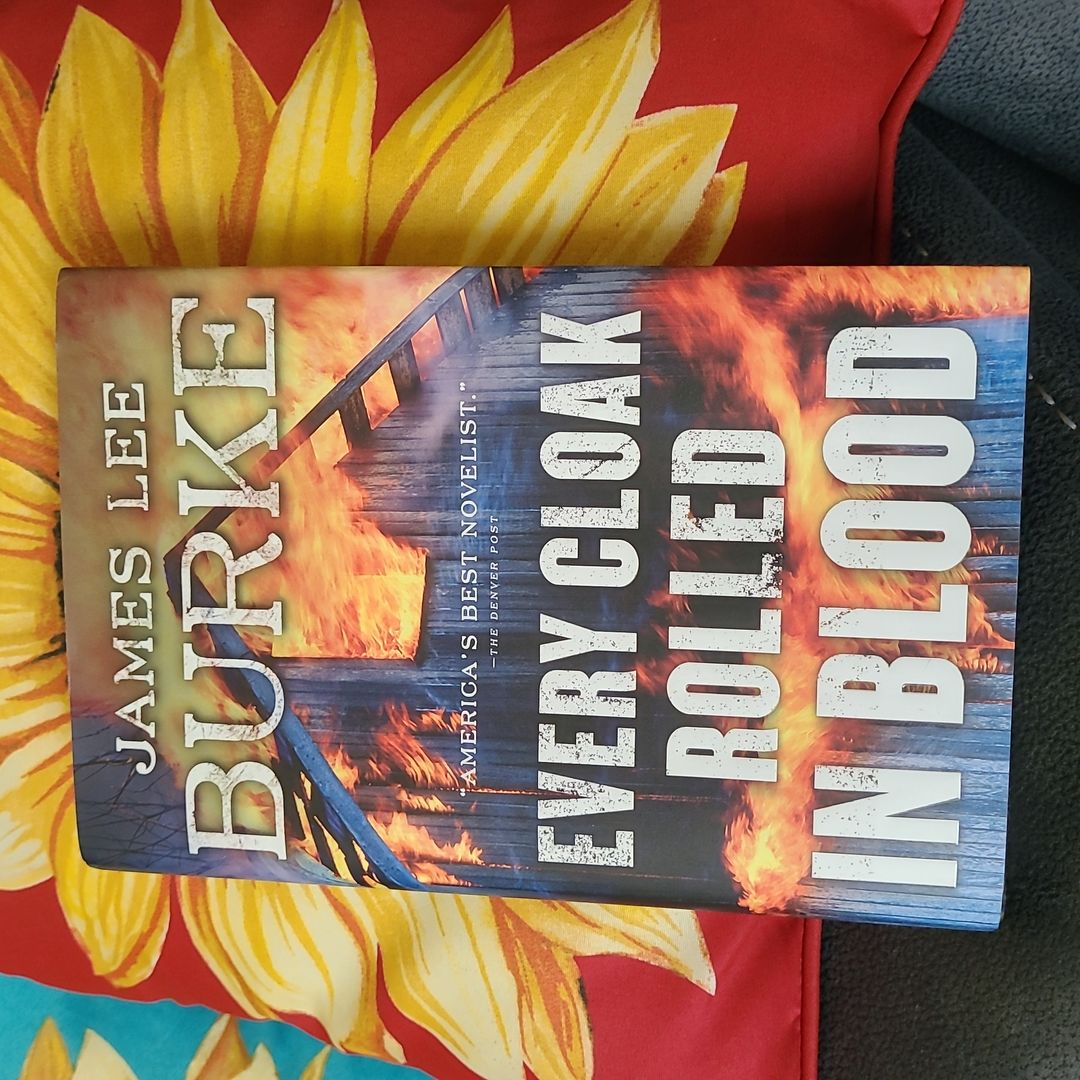 JAMES LEE
BURKE
"AMERICA'S BEST NOVELIST."
—THE DENVER POST
EVERY CLOAK
ROLLED
IN BLOOD